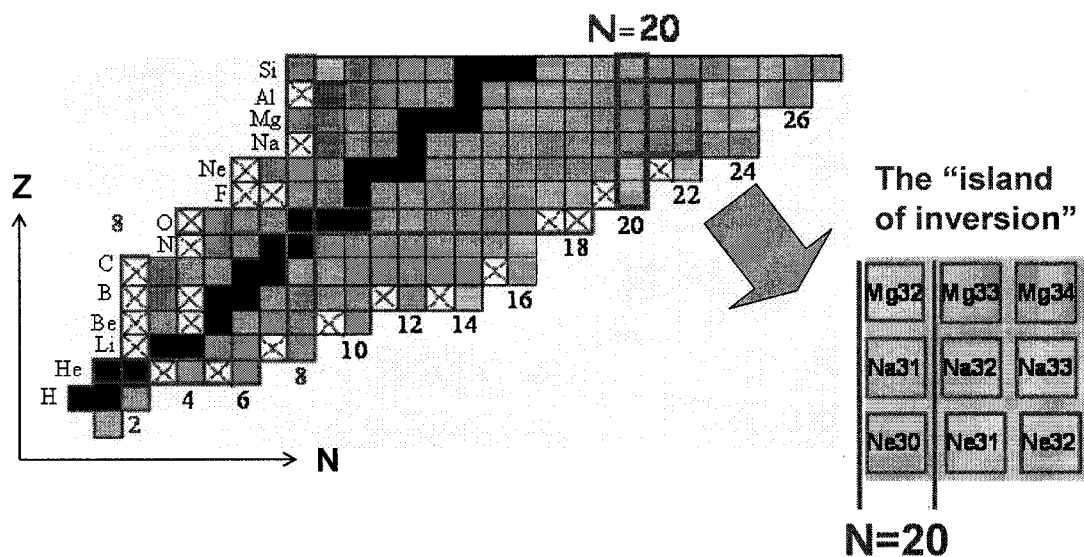 N=20
Si
Al
26
Mg
Na
24
Ne
22
Z
F
20
The “island
of inversion”
8
O
18
N
C
16
B
12
14
Be
10
Li
8
He
4
6
H
2
N
Mg32
Mg33
Mg34
Na31
Na32
Na33
Ne30
Ne31
Ne32
N=20